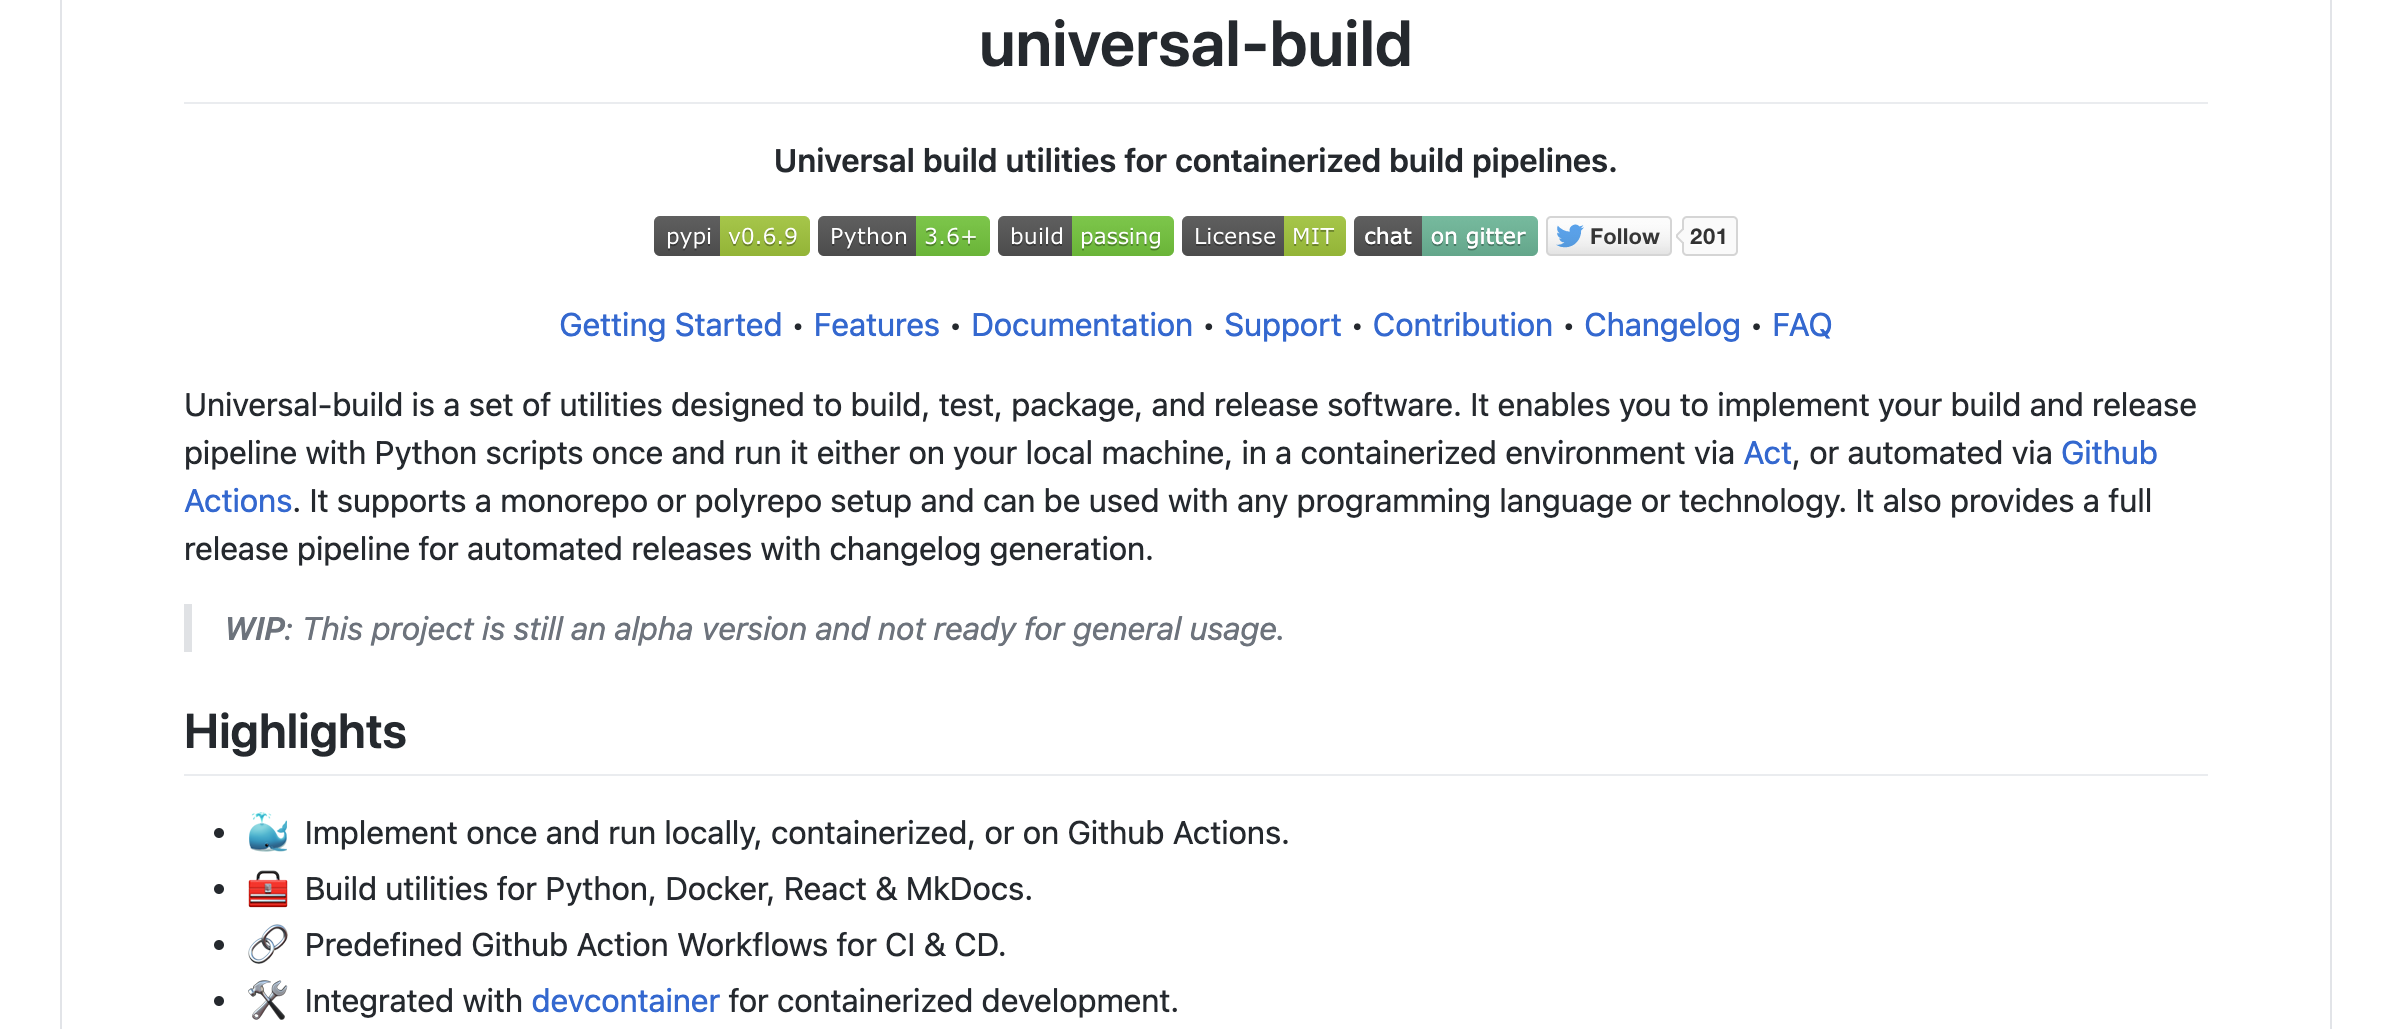 universal-build
Universal build utilities for containerized build pipelines.
pypi v0.6.9 Python 3.6+ build passing License MIT chat on gitter Follow 201
Getting Started • Features • Documentation • Support • Contribution • Changelog • FAQ
Universal-build is a set of utilities designed to build, test, package, and release software. It enables you to implement your build and release
pipeline with Python scripts once and run it either on your local machine, in a containerized environment via Act, or automated via Github
Actions. It supports a monorepo or polyrepo setup and can be used with any programming language or technology. It also provides a full
release pipeline for automated releases with changelog generation.
WIP: This project is still an alpha version and not ready for general usage.
Highlights
• Implement once and run locally, containerized, or on Github Actions.
• Build utilities for Python, Docker, React & MkDocs.
• Predefined Github Action Workflows for CI & CD.
• Integrated with devcontainer for containerized development.